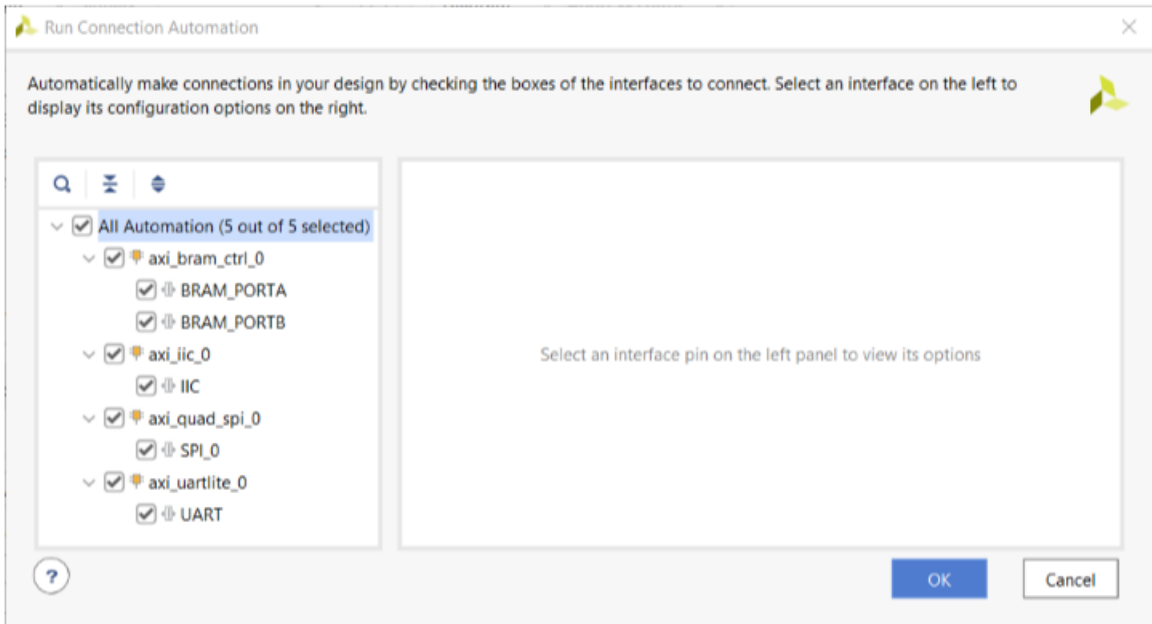 Run Connection Automation
Automatically make connections in your design by checking the boxes of the interfaces to connect. Select an interface on the left to
display its configuration options on the right.
All Automation (5 out of 5 selected)
axi_bram_ctrl_0
BRAM_PORTA
BRAM_PORTB
axi_iic_0
IIC
axi_quad_spi_0
SPI_0
axi_uartlite_0
UART
Select an interface pin on the left panel to view its options
?
OK
Cancel